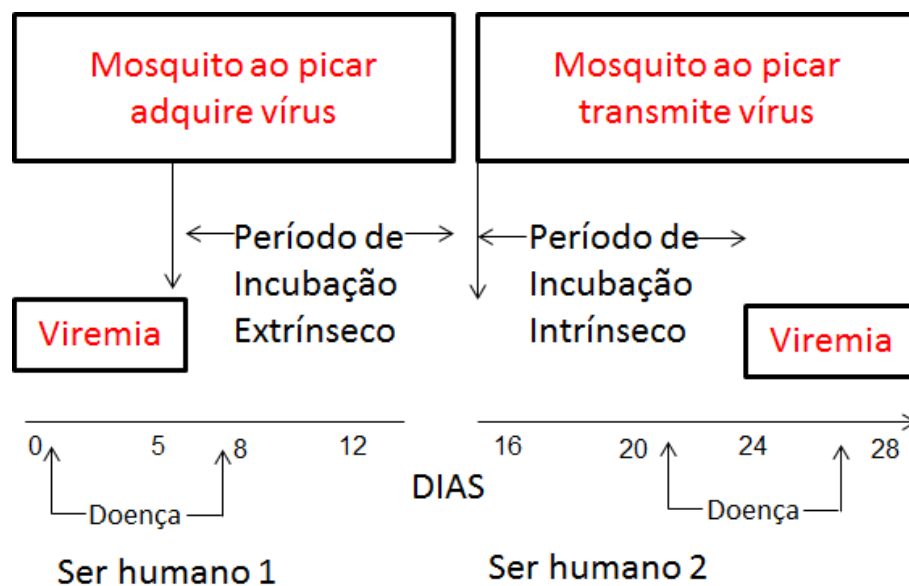 Mosquito ao picar
adquire vírus
Mosquito ao picar
transmite vírus
Período de
Incubação
Extrínseco
Período de
Incubação
Intrínseco
Viremia
Viremia
0 5 8 12 16 20 24 28
DIAS
Doença
Doença
Ser humano 1
Ser humano 2